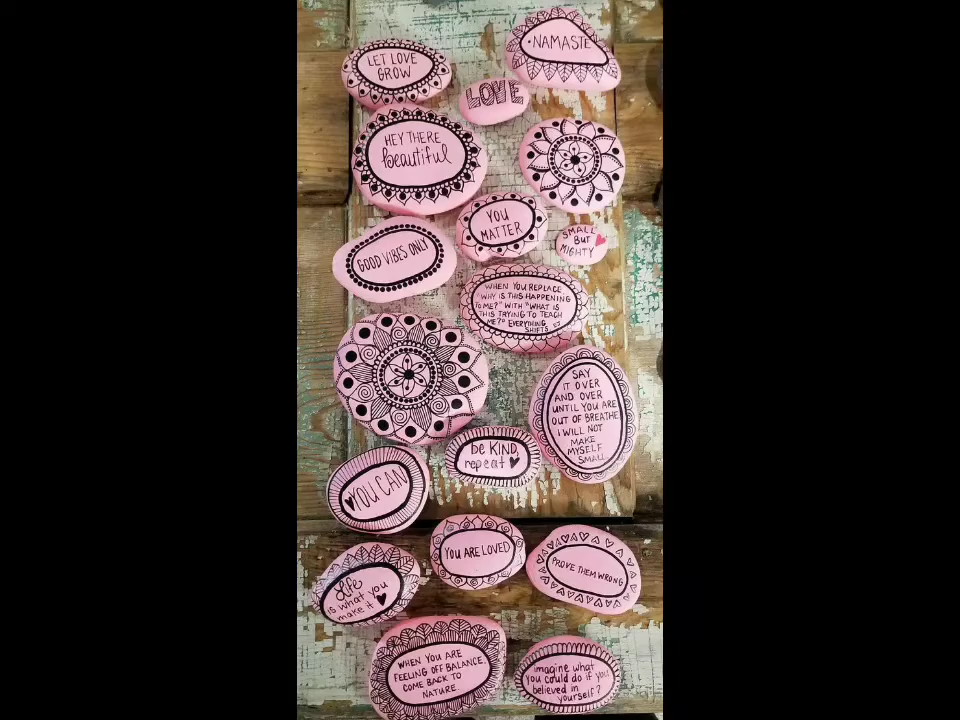 LET LOVE
GROW
NAMASTE
LOVE
HEY THERE
beautiful
YOU
MATTER
SMALL
BUT
MIGHTY
GOOD VIBES ONLY
WHEN YOU REPLACE
"WHY IS THIS HAPPENING
TO ME?" WITH "WHAT IS
THIS TRYING TO TEACH
ME?" EVERYTHING
SHIFTS
SAY
IT OVER
AND OVER
UNTIL YOU ARE
OUT OF BREATHE
I WILL NOT
MAKE
MYSELF
SMALL
be KIND,
repeat
YOU CAN
YOU ARE LOVED
PROVE THEM WRONG
Life
is what you
make it
WHEN YOU ARE
FEELING OFF BALANCE,
COME BACK TO
NATURE.
imagine what
you could do if you
believed in
yourself?